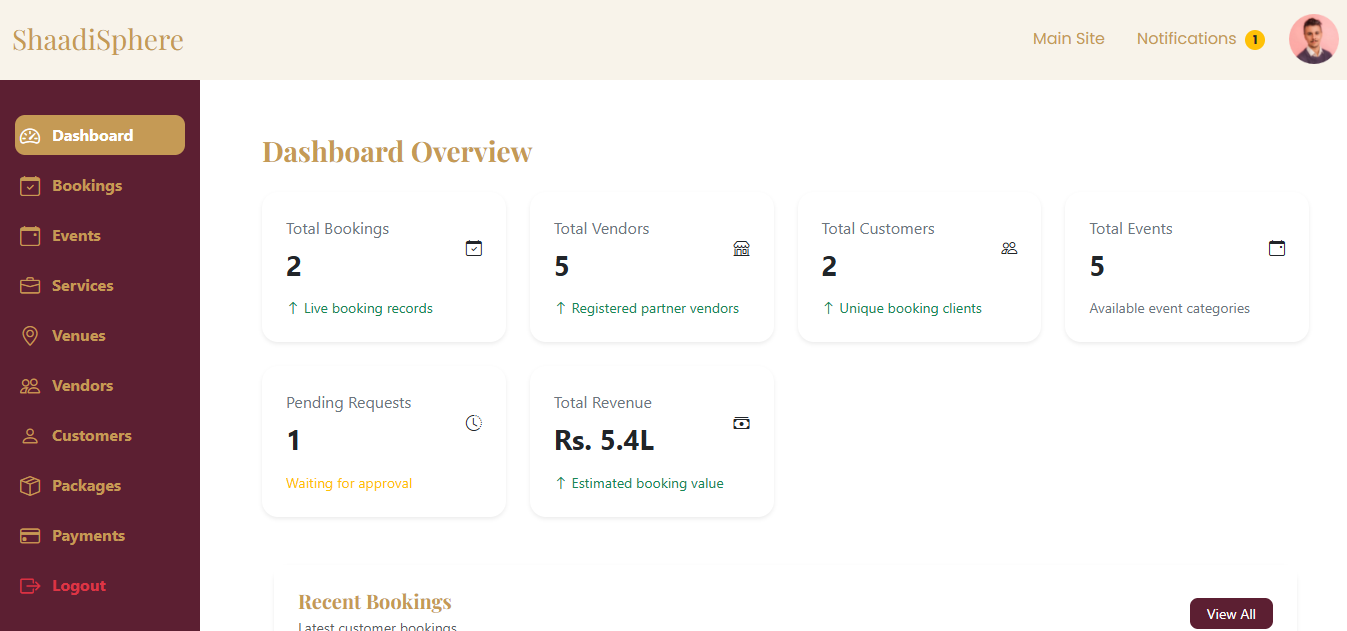 ShaadiSphere
Main Site
Notifications 1
Dashboard
Bookings
Events
Services
Venues
Vendors
Customers
Packages
Payments
Logout
Dashboard Overview
Total Bookings
2
↑ Live booking records
Total Vendors
5
↑ Registered partner vendors
Total Customers
2
↑ Unique booking clients
Total Events
5
Available event categories
Pending Requests
1
Waiting for approval
Total Revenue
Rs. 5.4L
↑ Estimated booking value
Recent Bookings
Latest customer bookings
View All